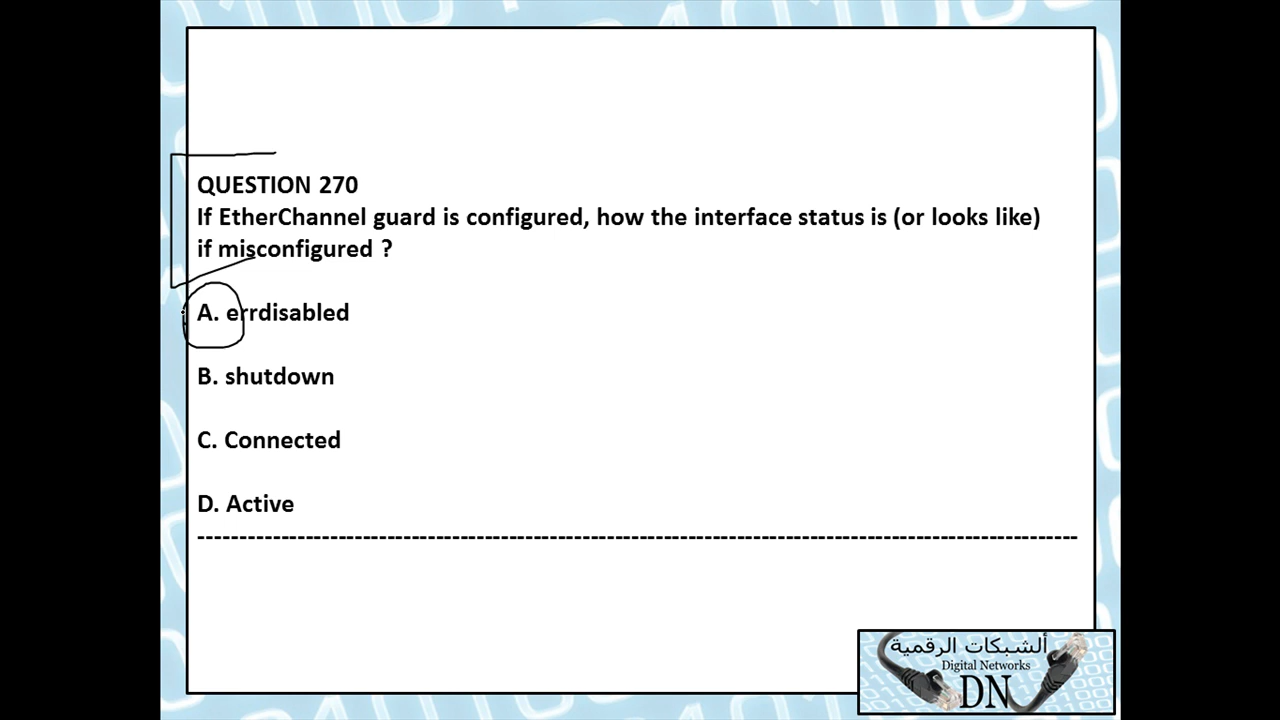 QUESTION 270
If EtherChannel guard is configured, how the interface status is (or looks like)
if misconfigured ?
A. errdisabled
B. shutdown
C. Connected
D. Active
--------------------------------------------------------------------------------
ألشبكات الرقمية
Digital Networks
DN